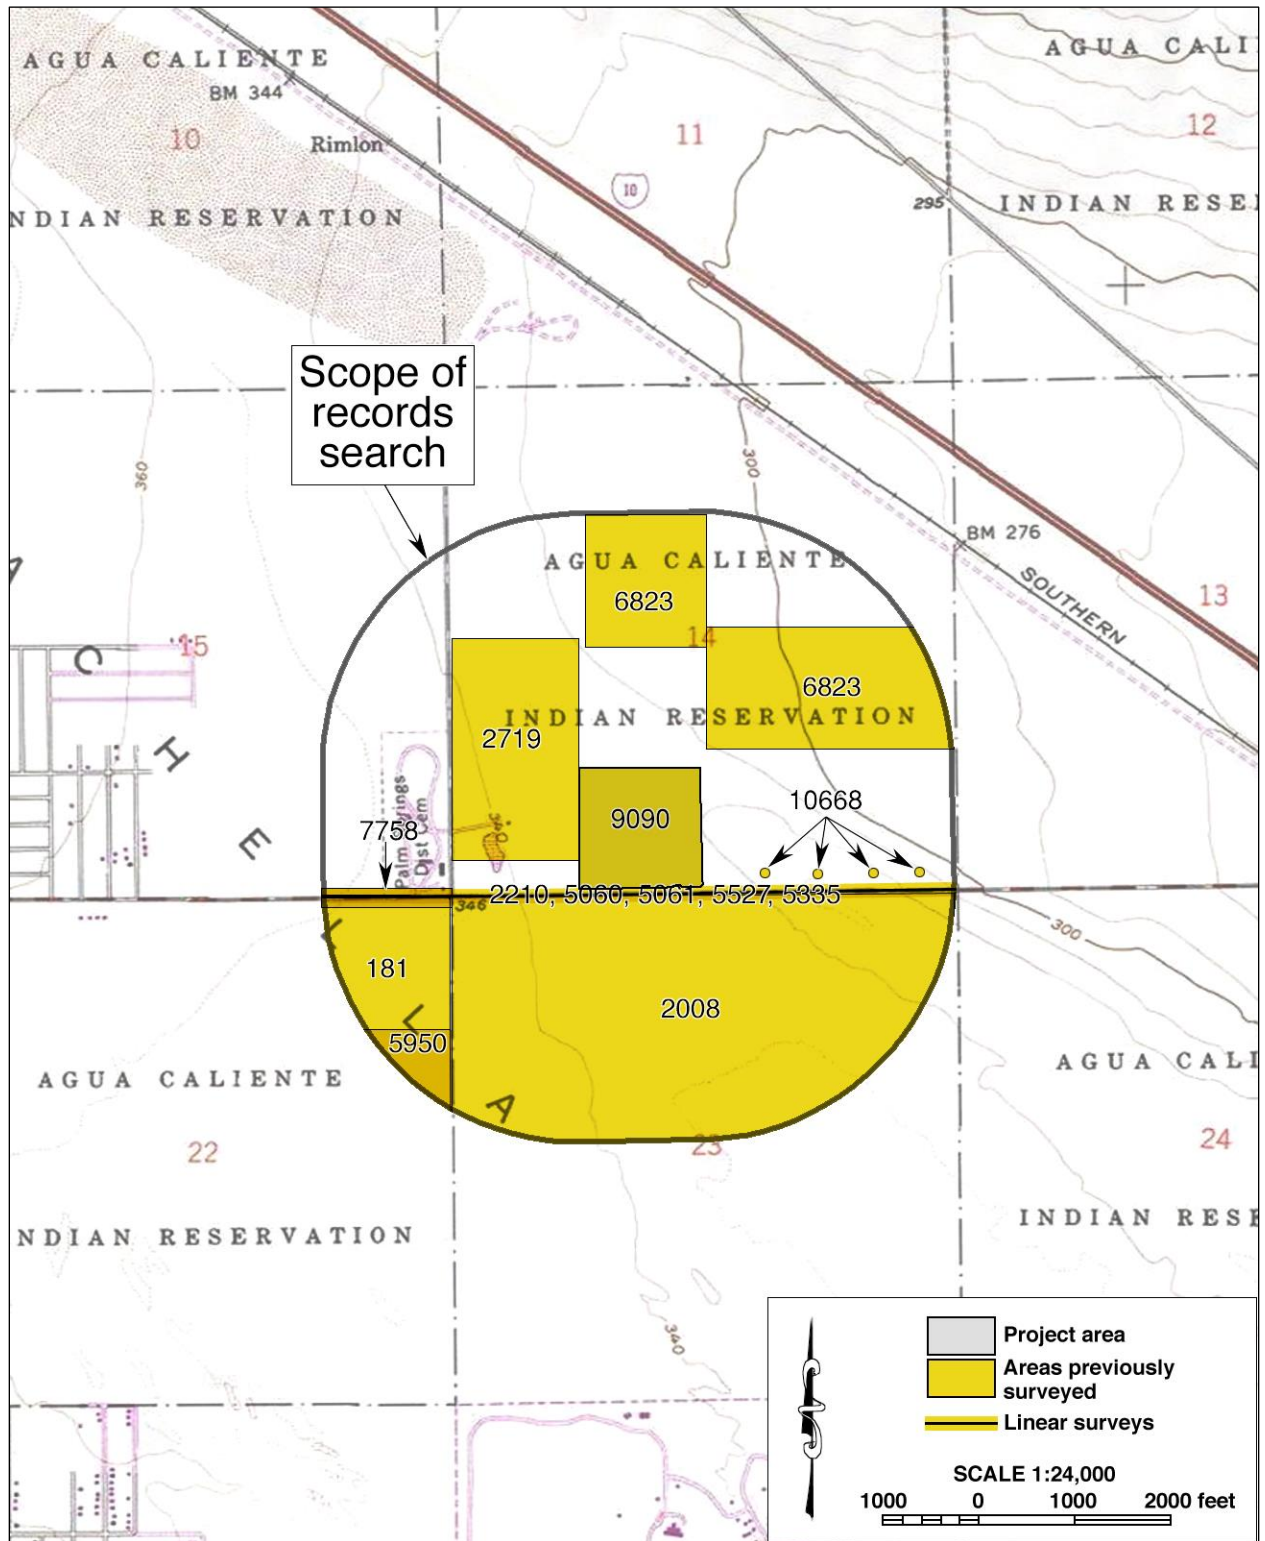 AGUA CALIENTE
AGUA CALI
BM 344
10
Rimlon
11
12
10
NDIAN RESERVATION
295
INDIAN RESE
Scope of
records
search
360
300
BM 276
AGUA CALIENTE
SOUTHERN
13
6823
14
15
C
6823
INDIAN RESERVATION
2719
H
10668
9090
7758
E
340
346
2210, 5060, 5061, 5527, 5335
L
300
181
2008
L
5950
AGUA CALIENTE
AGUA CALI
A
22
23
24
NDIAN RESERVATION
INDIAN RESE
340
Project area
Areas previously
surveyed
Linear surveys
SCALE 1:24,000
1000 0 1000 2000 feet